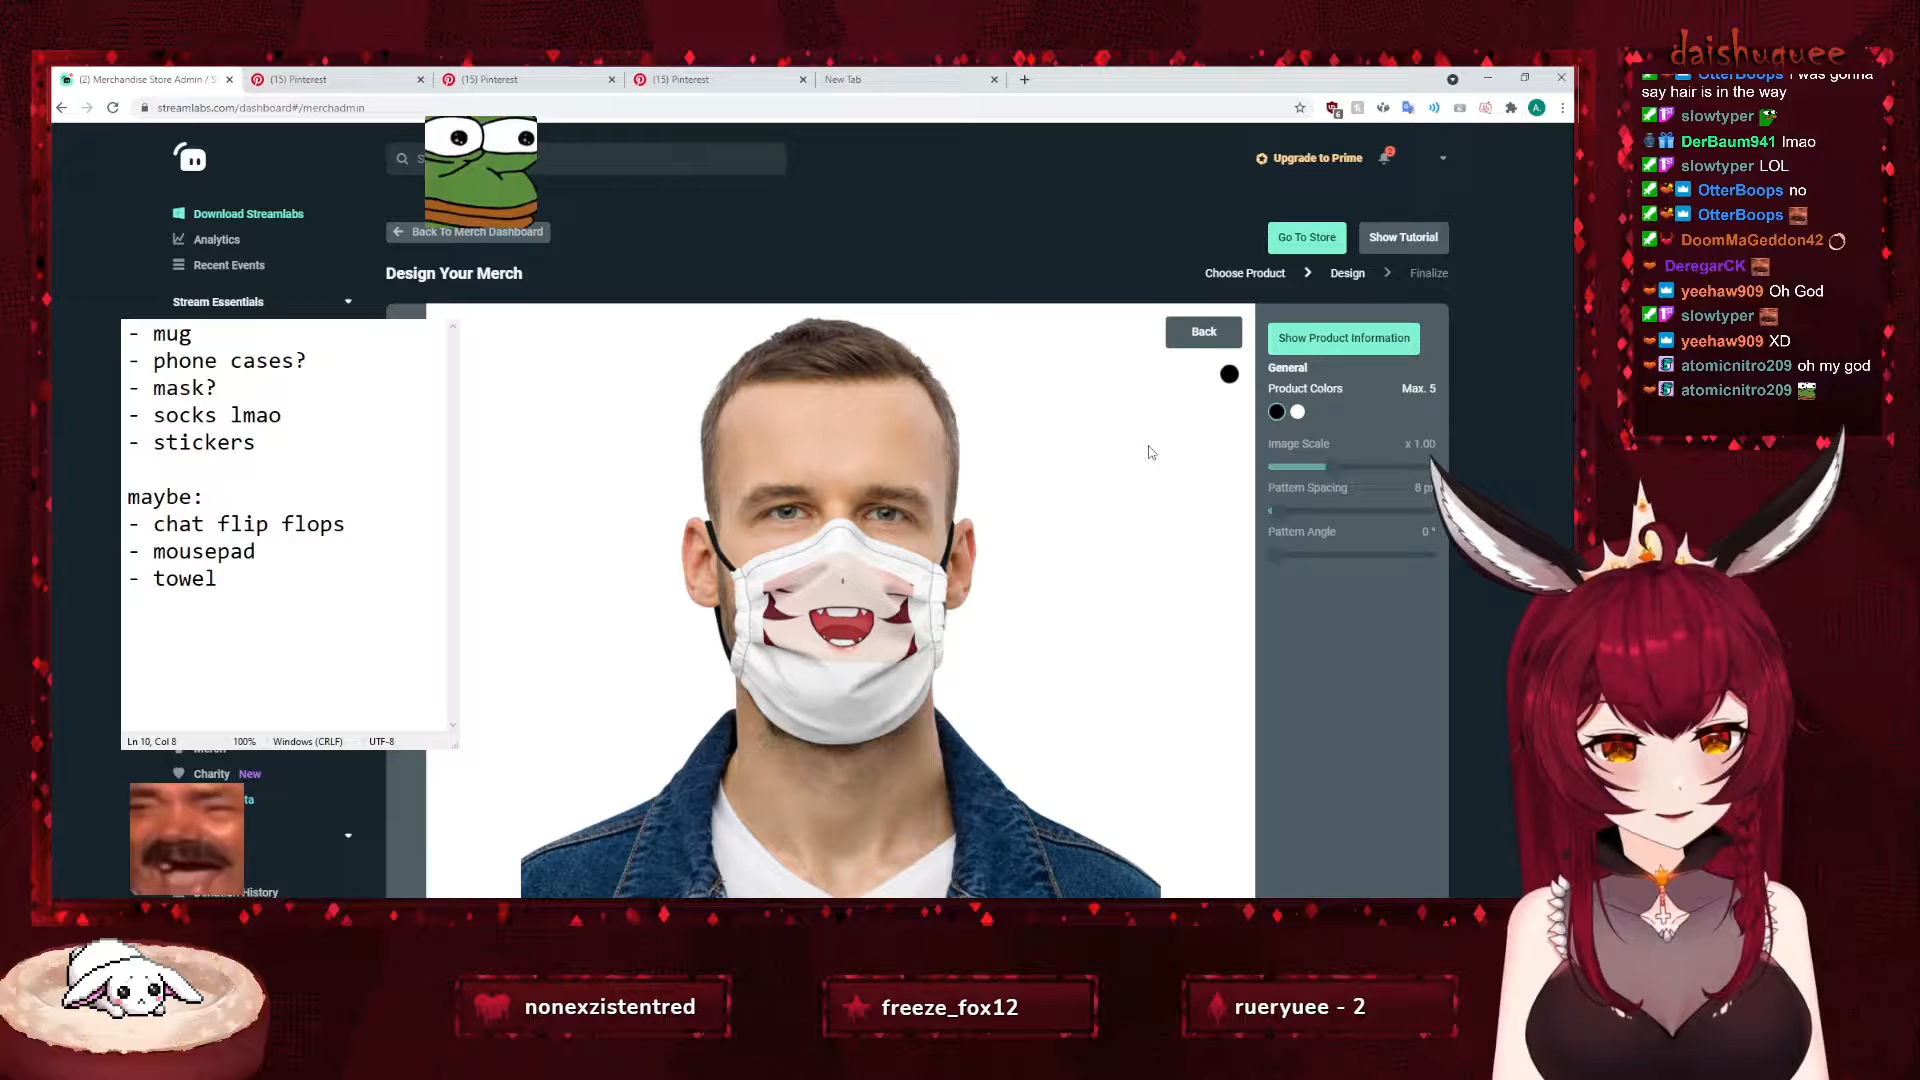 (2) Merchandise Store Admin / S
(15) Pinterest
(15) Pinterest
(15) Pinterest
New Tab
streamlabs.com/dashboard#/merchadmin
Upgrade to Prime
2
Download Streamlabs
Analytics
Recent Events
Stream Essentials
Back To Merch Dashboard
Go To Store
Show Tutorial
Design Your Merch
Choose Product
Design
Finalize
- mug
- phone cases?
- mask?
- socks lmao
- stickers
maybe:
- chat flip flops
- mousepad
- towel
Ln 10, Col 8
100%
Windows (CRLF)
UTF-8
Charity New
History
Back
Show Product Information
General
Product Colors
Max. 5
Image Scale
x 1.00
Pattern Spacing
8 p
Pattern Angle
0 °
daishuquee
OtterBoops I was gonna
say hair is in the way
slowtyper
DerBaum941 lmao
slowtyper LOL
OtterBoops no
OtterBoops
DoomMaGeddon42
DeregarCK
yeehaw909 Oh God
slowtyper
yeehaw909 XD
atomicnitro209 oh my god
atomicnitro209
nonexzistentred
freeze_fox12
rueryuee - 2